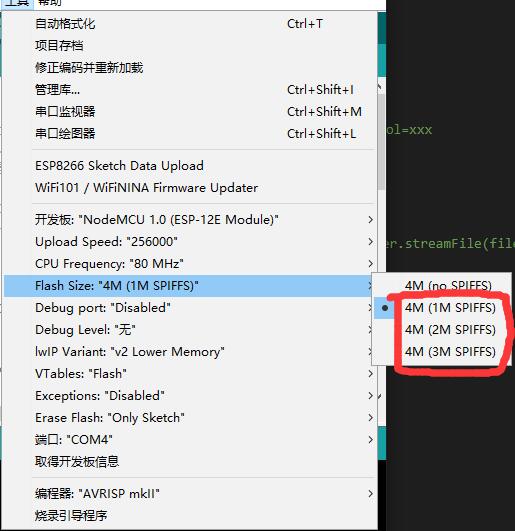 工具 帮助
自动格式化 Ctrl+T
项目存档
修正编码并重新加载
管理库... Ctrl+Shift+I
串口监视器 Ctrl+Shift+M
串口绘图器 Ctrl+Shift+L
ol=xxx
ESP8266 Sketch Data Upload
WiFi101 / WiFiNINA Firmware Updater
开发板: "NodeMCU 1.0 (ESP-12E Module)"
Upload Speed: "256000"
er.streamFile(file
CPU Frequency: "80 MHz"
Flash Size: "4M (1M SPIFFS)"
4M (no SPIFFS)
Debug port: "Disabled"
4M (1M SPIFFS)
Debug Level: "无"
4M (2M SPIFFS)
lwIP Variant: "v2 Lower Memory"
4M (3M SPIFFS)
VTables: "Flash"
Exceptions: "Disabled"
Erase Flash: "Only Sketch"
端口: "COM4"
取得开发板信息
编程器: "AVRISP mkII"
烧录引导程序